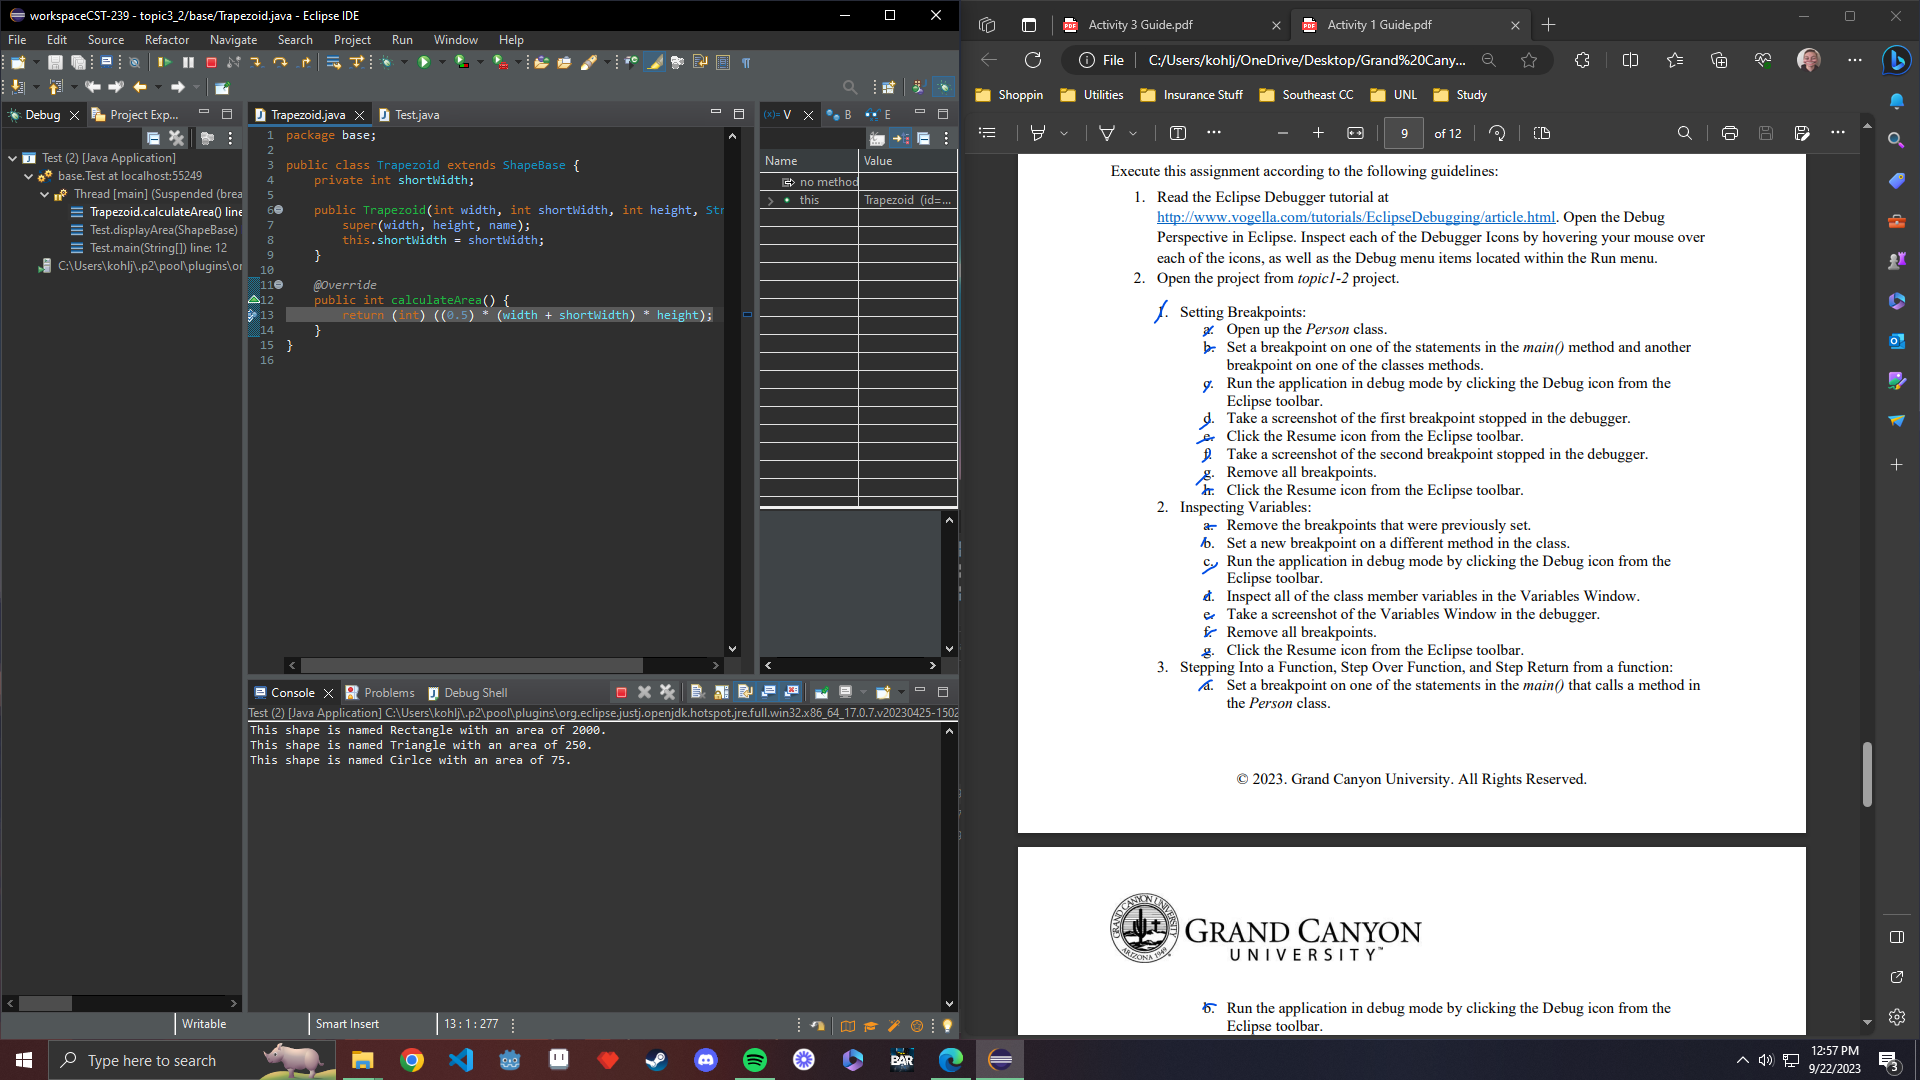 workspaceCST-239 - topic3_2/base/Trapezoid.java - Eclipse IDE
File Edit Source Refactor Navigate Search Project Run Window Help
Debug
Project Exp...
Test (2) [Java Application]
base.Test at localhost:55249
Thread [main] (Suspended (brea
Trapezoid.calculateArea() line
Test.displayArea(ShapeBase)
Test.main(String[]) line: 12
C:\Users\kohlj\.p2\pool\plugins\or
Trapezoid.java
Test.java
1 package base;
2
3 public class Trapezoid extends ShapeBase {
4 private int shortWidth;
5
6 public Trapezoid(int width, int shortWidth, int height, Str
7 super(width, height, name);
8 this.shortWidth = shortWidth;
9 }
10
11 @Override
12 public int calculateArea() {
13 return (int) ((0.5) * (width + shortWidth) * height);
14 }
15 }
16
(x)= V
B
E
Name Value
no method
this Trapezoid (id=...
Console
Problems
Debug Shell
Test (2) [Java Application] C:\Users\kohlj\.p2\pool\plugins\org.eclipse.justj.openjdk.hotspot.jre.full.win32.x86_64_17.0.7.v20230425-1502
This shape is named Rectangle with an area of 2000.
This shape is named Triangle with an area of 250.
This shape is named Cirlce with an area of 75.
Writable
Smart Insert
13 : 1 : 277
Activity 3 Guide.pdf
Activity 1 Guide.pdf
File
C:/Users/kohlj/OneDrive/Desktop/Grand%20Cany...
Shoppin Utilities Insurance Stuff Southeast CC UNL Study
9 of 12
Execute this assignment according to the following guidelines:
1. Read the Eclipse Debugger tutorial at
http://www.vogella.com/tutorials/EclipseDebugging/article.html. Open the Debug
Perspective in Eclipse. Inspect each of the Debugger Icons by hovering your mouse over
each of the icons, as well as the Debug menu items located within the Run menu.
2. Open the project from topic1-2 project.
1. Setting Breakpoints:
a. Open up the Person class.
b. Set a breakpoint on one of the statements in the main() method and another
breakpoint on one of the classes methods.
c. Run the application in debug mode by clicking the Debug icon from the
Eclipse toolbar.
d. Take a screenshot of the first breakpoint stopped in the debugger.
e. Click the Resume icon from the Eclipse toolbar.
f. Take a screenshot of the second breakpoint stopped in the debugger.
g. Remove all breakpoints.
h. Click the Resume icon from the Eclipse toolbar.
2. Inspecting Variables:
a. Remove the breakpoints that were previously set.
b. Set a new breakpoint on a different method in the class.
c. Run the application in debug mode by clicking the Debug icon from the
Eclipse toolbar.
d. Inspect all of the class member variables in the Variables Window.
e. Take a screenshot of the Variables Window in the debugger.
f. Remove all breakpoints.
g. Click the Resume icon from the Eclipse toolbar.
3. Stepping Into a Function, Step Over Function, and Step Return from a function:
a. Set a breakpoint on one of the statements in the main() that calls a method in
the Person class.
© 2023. Grand Canyon University. All Rights Reserved.
GRAND CANYON UNIVERSITY
ARIZONA 1949
GRAND CANYON
UNIVERSITY™
b. Run the application in debug mode by clicking the Debug icon from the
Eclipse toolbar.
Type here to search
BAR
12:57 PM
9/22/2023
3